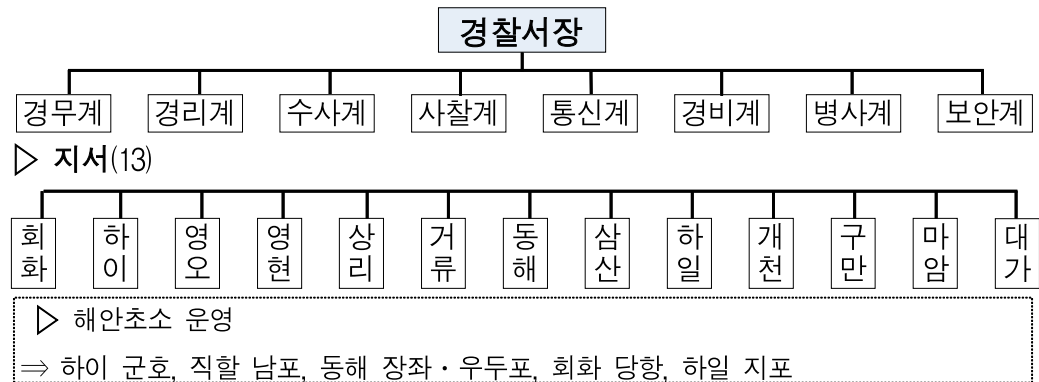 경찰서장
경무계 경리계 수사계 사찰계 통신계 경비계 병사계 보안계
▷ 지서(13)
회화 하이 영오 영현 상리 거류 동해 삼산 하일 개천 구만 마암 대가
▷ 해안초소 운영
⇒ 하이 군호, 직할 남포, 동해 장좌・우두포, 회화 당항, 하일 지포